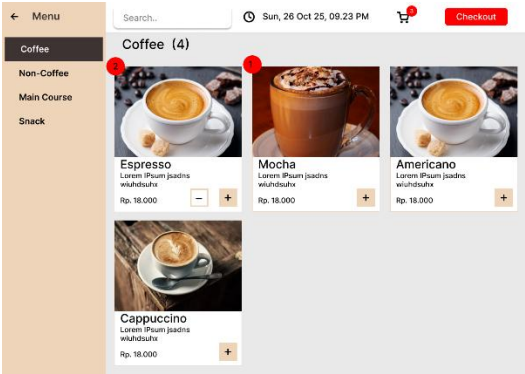 ← Menu
Search..
Sun, 26 Oct 25, 09.23 PM
3
Checkout
Coffee
Non-Coffee
Main Course
Snack
Coffee (4)
2
Espresso
Lorem IPsum jsadns
wiuhdsuhx
Rp. 18.000
−
+
1
Mocha
Lorem IPsum jsadns
wiuhdsuhx
Rp. 18.000
+
Americano
Lorem IPsum jsadns
wiuhdsuhx
Rp. 18.000
+
Cappuccino
Lorem IPsum jsadns
wiuhdsuhx
Rp. 18.000
+